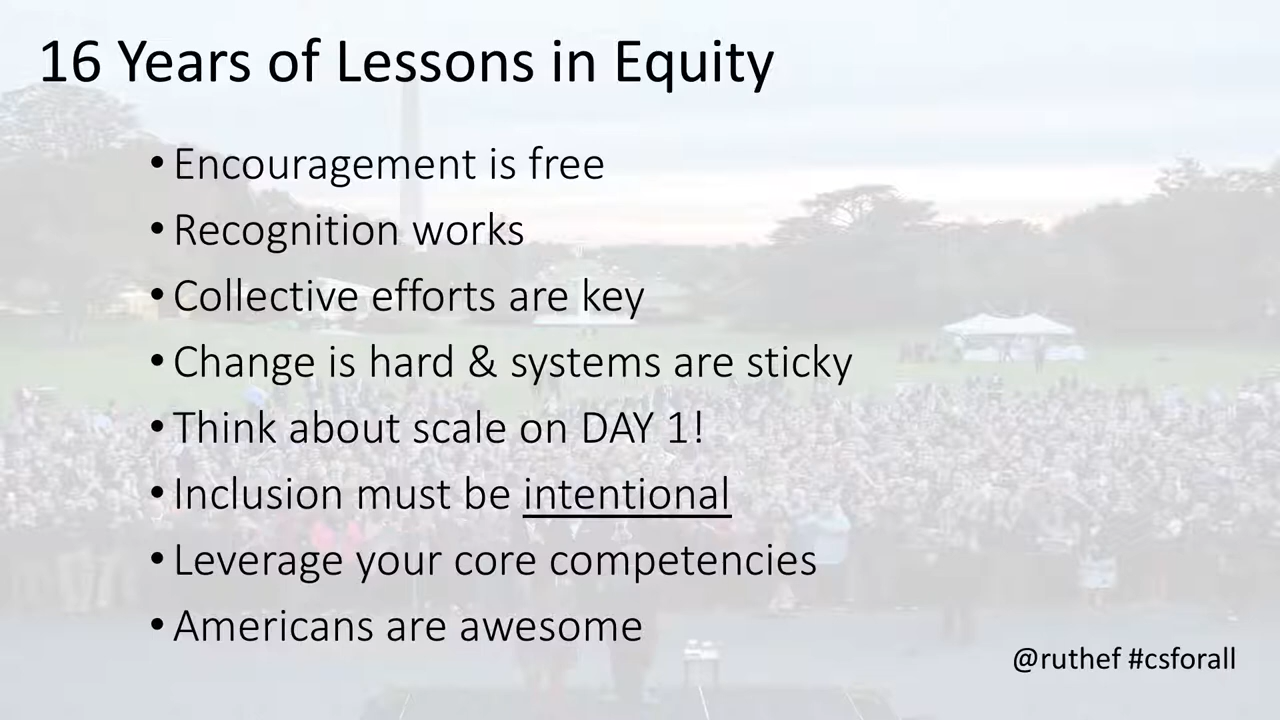 16 Years of Lessons in Equity
• Encouragement is free
• Recognition works
• Collective efforts are key
• Change is hard & systems are sticky
• Think about scale on DAY 1!
• Inclusion must be intentional
• Leverage your core competencies
• Americans are awesome
@ruthef #csforall